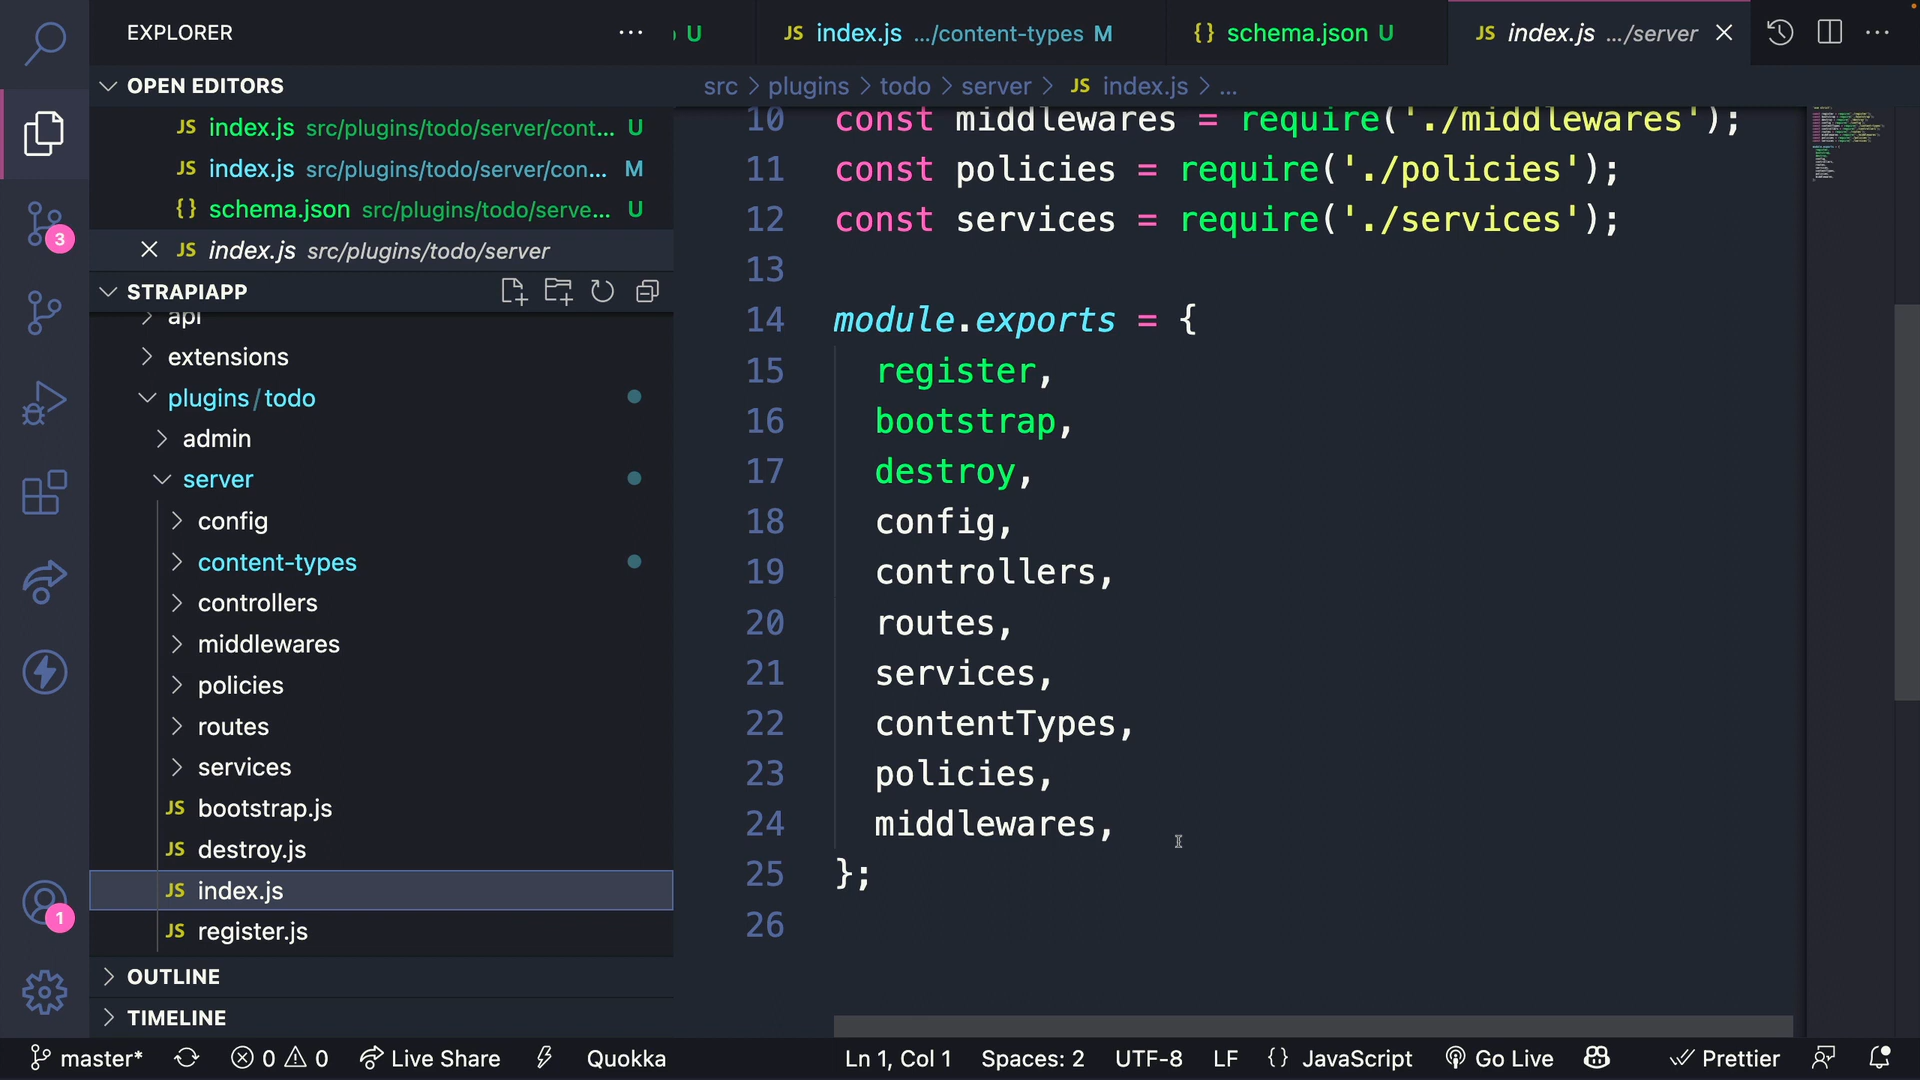 EXPLORER
OPEN EDITORS
JS index.js src/plugins/todo/server/cont... U
JS index.js src/plugins/todo/server/con... M
{} schema.json src/plugins/todo/serve... U
JS index.js src/plugins/todo/server
STRAPIAPP
api
extensions
plugins/todo
admin
server
config
content-types
controllers
middlewares
policies
routes
services
JS bootstrap.js
JS destroy.js
JS index.js
JS register.js
OUTLINE
TIMELINE
3
1
U
JS index.js .../content-types M
{} schema.json U
JS index.js .../server
src > plugins > todo > server > JS index.js > ...
10 const middlewares = require('./middlewares');
11 const policies = require('./policies');
12 const services = require('./services');
13
14 module.exports = {
15 register,
16 bootstrap,
17 destroy,
18 config,
19 controllers,
20 routes,
21 services,
22 contentTypes,
23 policies,
24 middlewares,
25 };
26
master* 0 0 Live Share Quokka Ln 1, Col 1 Spaces: 2 UTF-8 LF {} JavaScript Go Live Prettier